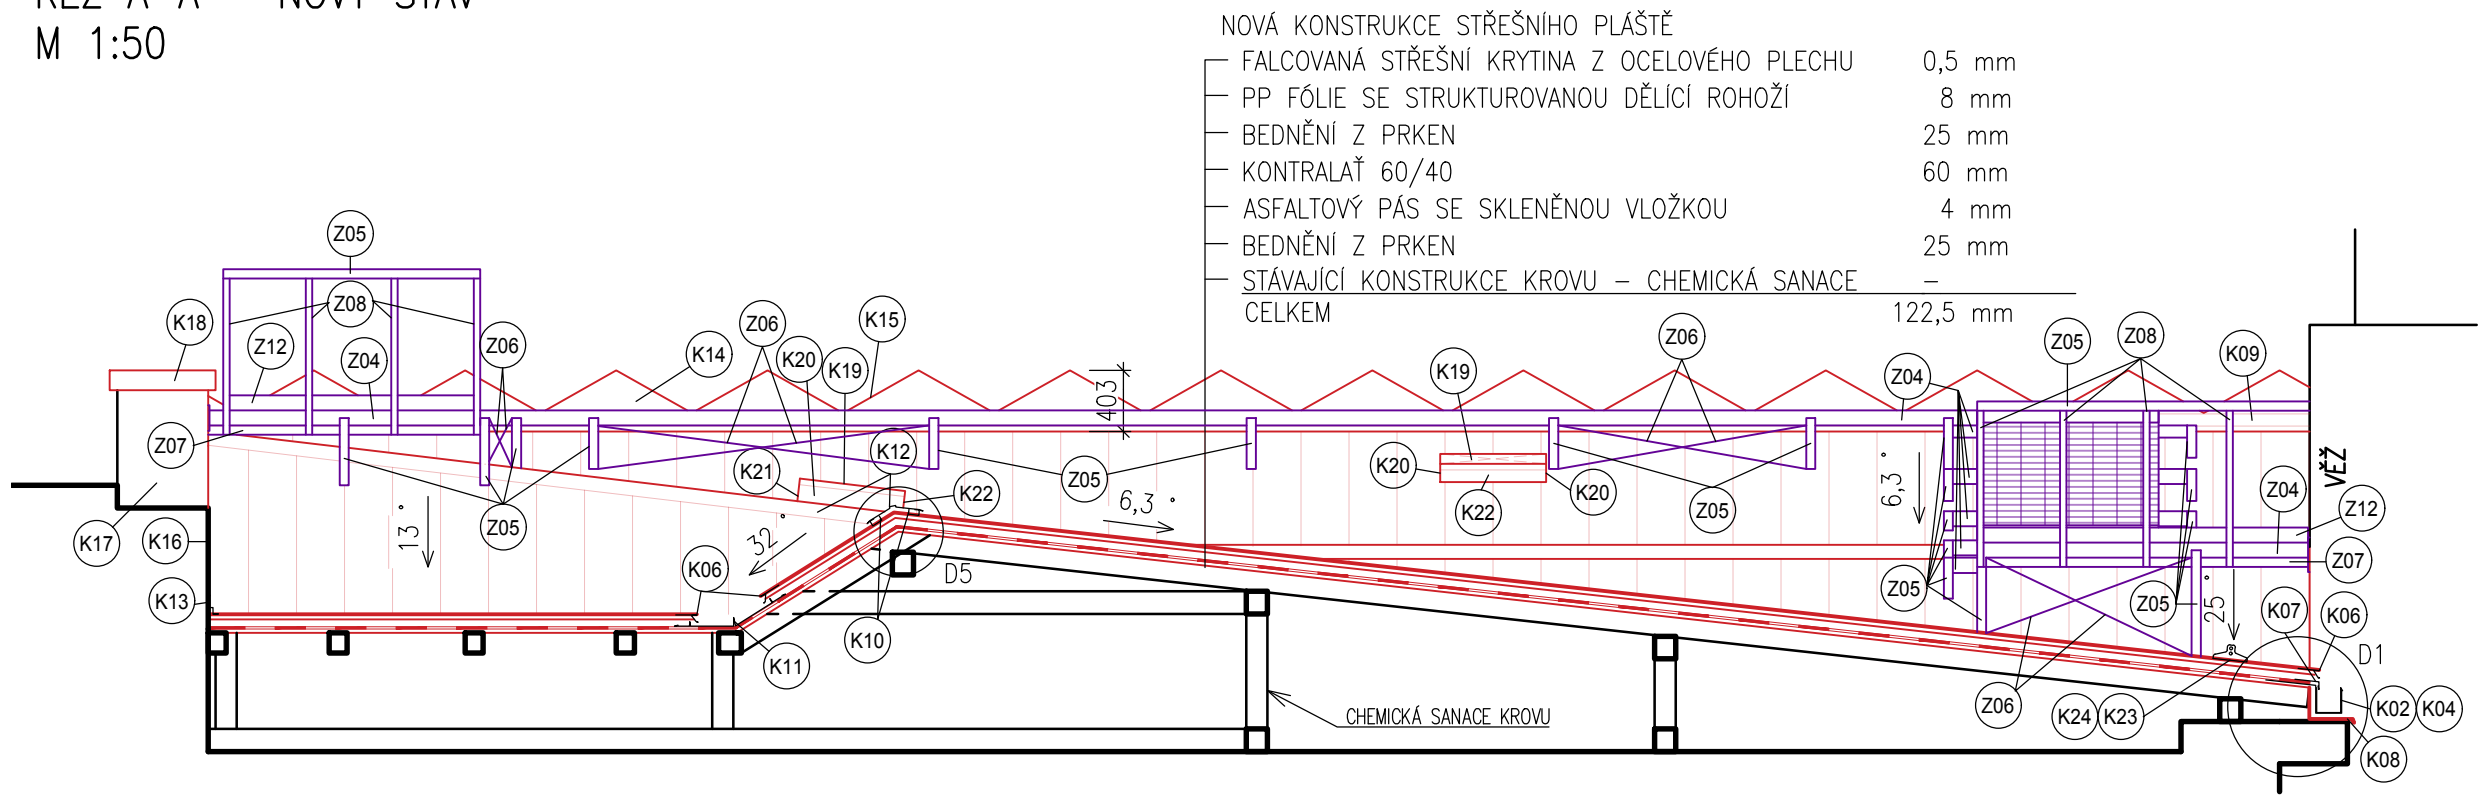 ŘEZ A-A - NOVÝ STAV
M 1:50
NOVÁ KONSTRUKCE STŘEŠNÍHO PLÁŠTĚ
FALCOVANÁ STŘEŠNÍ KRYTINA Z OCELOVÉHO PLECHU 0,5 mm
PP FÓLIE SE STRUKTUROVANOU DĚLÍCÍ ROHOŽÍ 8 mm
BEDNĚNÍ Z PRKEN 25 mm
KONTRALAŤ 60/40 60 mm
ASFALTOVÝ PÁS SE SKLENĚNOU VLOŽKOU 4 mm
BEDNĚNÍ Z PRKEN 25 mm
STÁVAJÍCÍ KONSTRUKCE KROVU – CHEMICKÁ SANACE –
CELKEM 122,5 mm
Z05
Z08
K18
Z12
Z04
Z06
K14
Z06
K20
K19
K15
403
K19
Z06
Z04
Z05
Z08
K09
Z07
K21
K12
K22
Z05
6,3 °
K20
K22
K20
Z05
6,3 °
VĚŽ
Z04
Z12
Z07
K17
K16
13 °
Z05
32 °
D5
K13
K06
K11
K10
Z05
Z05
25 °
K07
K06
D1
Z06
K24
K23
K02
K04
K08
CHEMICKÁ SANACE KROVU